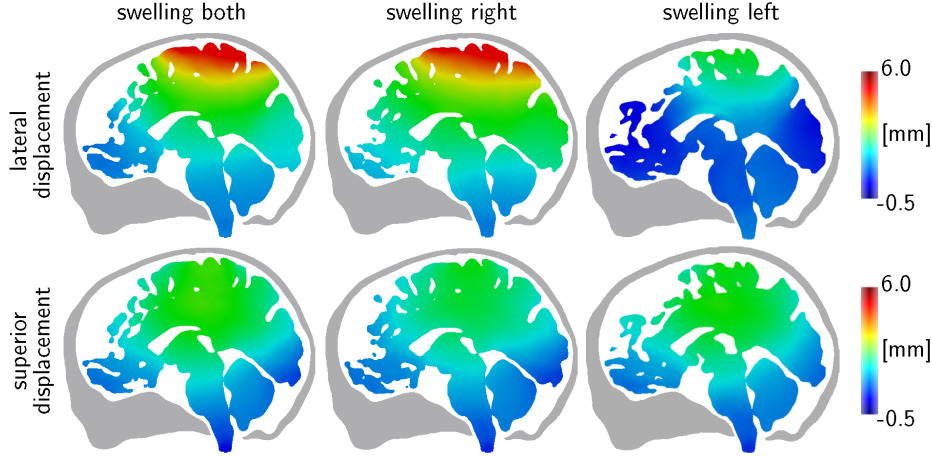 swelling both
swelling right
swelling left
lateral
displacement
6.0
[mm]
-0.5
superior
displacement
6.0
[mm]
-0.5